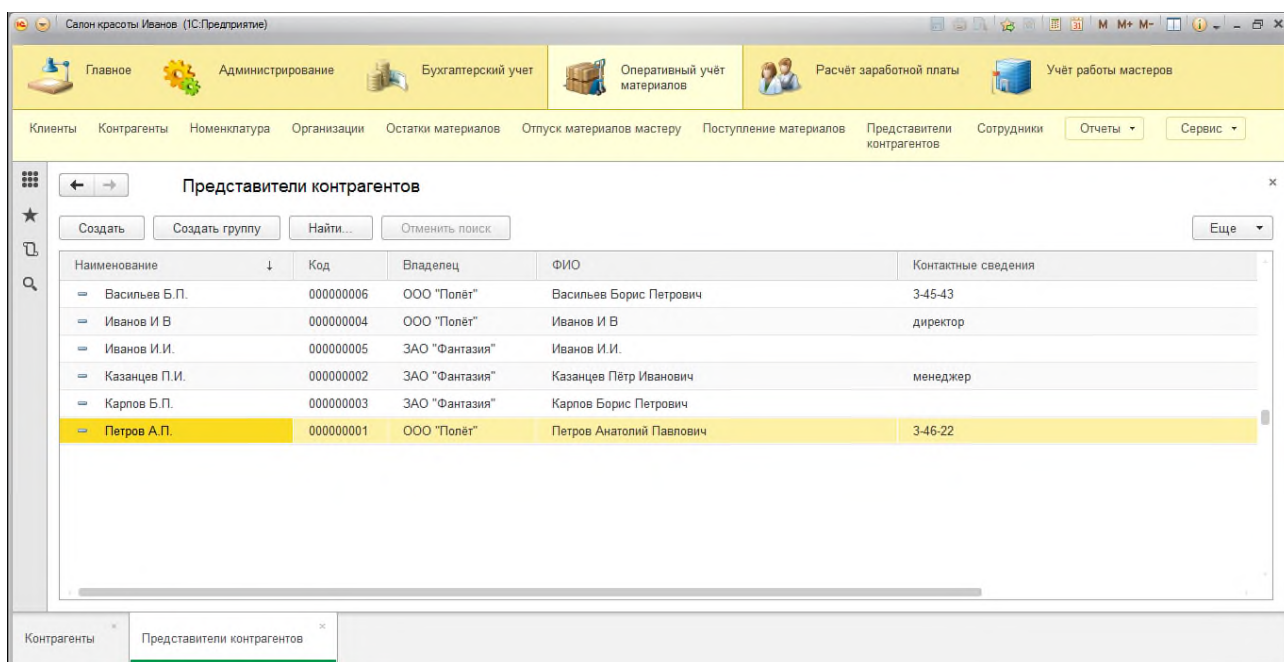 Салон красоты Иванов (1С:Предприятие)
31 M M+ M-
Главное Администрирование Бухгалтерский учет Оперативный учёт материалов Расчёт заработной платы Учёт работы мастеров
Клиенты Контрагенты Номенклатура Организации Остатки материалов Отпуск материалов мастеру Поступление материалов Представители контрагентов Сотрудники Отчеты Сервис
Представители контрагентов
Создать Создать группу Найти... Отменить поиск Еще
Наименование ↓ Код Владелец ФИО Контактные сведения
Васильев Б.П. 000000006 ООО "Полёт" Васильев Борис Петрович 3-45-43
Иванов И В 000000004 ООО "Полёт" Иванов И В директор
Иванов И.И. 000000005 ЗАО "Фантазия" Иванов И.И.
Казанцев П.И. 000000002 ЗАО "Фантазия" Казанцев Пётр Иванович менеджер
Карпов Б.П. 000000003 ЗАО "Фантазия" Карпов Борис Петрович
Петров А.П. 000000001 ООО "Полёт" Петров Анатолий Павлович 3-46-22
Контрагенты Представители контрагентов